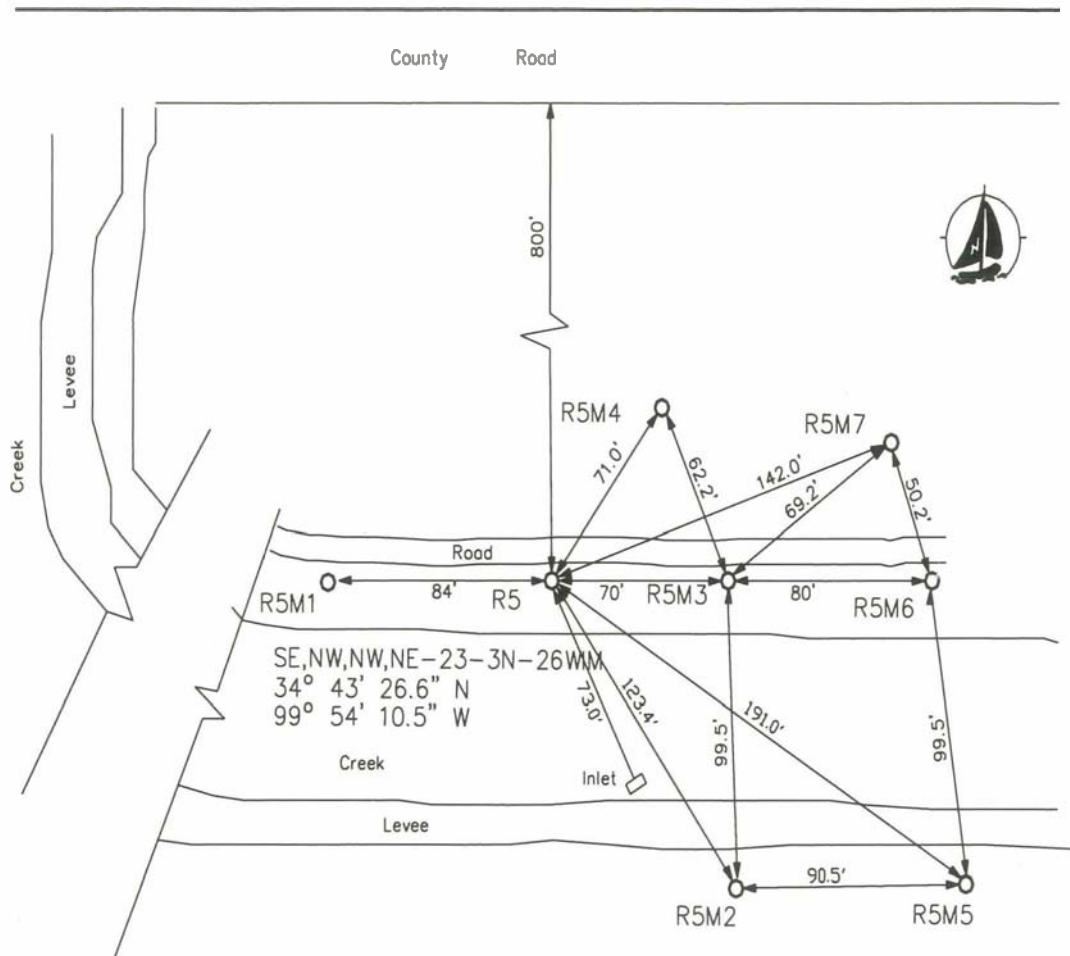 County Road
800'
Levee
Creek
N
R5M4
R5M7
71.0'
62.2'
142.0'
69.2'
50.2'
Road
R5M1
84'
R5
70'
R5M3
80'
R5M6
SE,NW,NW,NE-23-3N-26WIM
34° 43' 26.6" N
99° 54' 10.5" W
73.0'
123.4'
191.0'
99.5'
99.5'
Creek
Inlet
Levee
90.5'
R5M2
R5M5